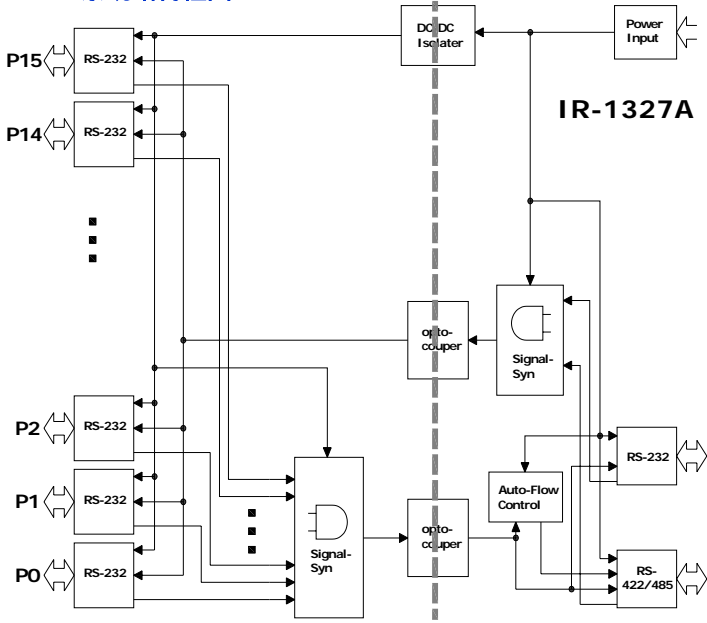 DC/DC
Isolater
Power
Input
P15
RS-232
IR-1327A
P14
RS-232
opto-
couper
Signal-
Syn
P2
RS-232
RS-232
P1
RS-232
Auto-Flow
Control
opto-
couper
Signal-
Syn
P0
RS-232
RS-
422/485